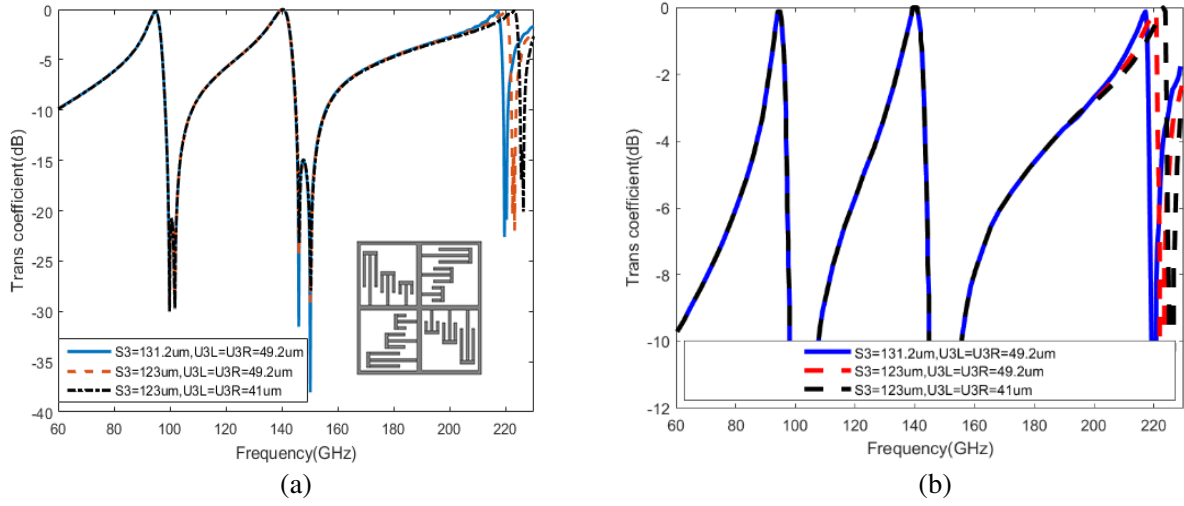 0
-5
-10
-15
-20
-25
-30
-35
-40
60 80 100 120 140 160 180 200 220
Trans coefficient(dB)
Frequency(GHz)
S3=131.2um,U3L=U3R=49.2um
S3=123um,U3L=U3R=49.2um
S3=123um,U3L=U3R=41um
(a)
0
-2
-4
-6
-8
-10
-12
60 80 100 120 140 160 180 200 220
Trans coefficient(dB)
Frequency(GHz)
S3=131.2um,U3L=U3R=49.2um
S3=123um,U3L=U3R=49.2um
S3=123um,U3L=U3R=41um
(b)